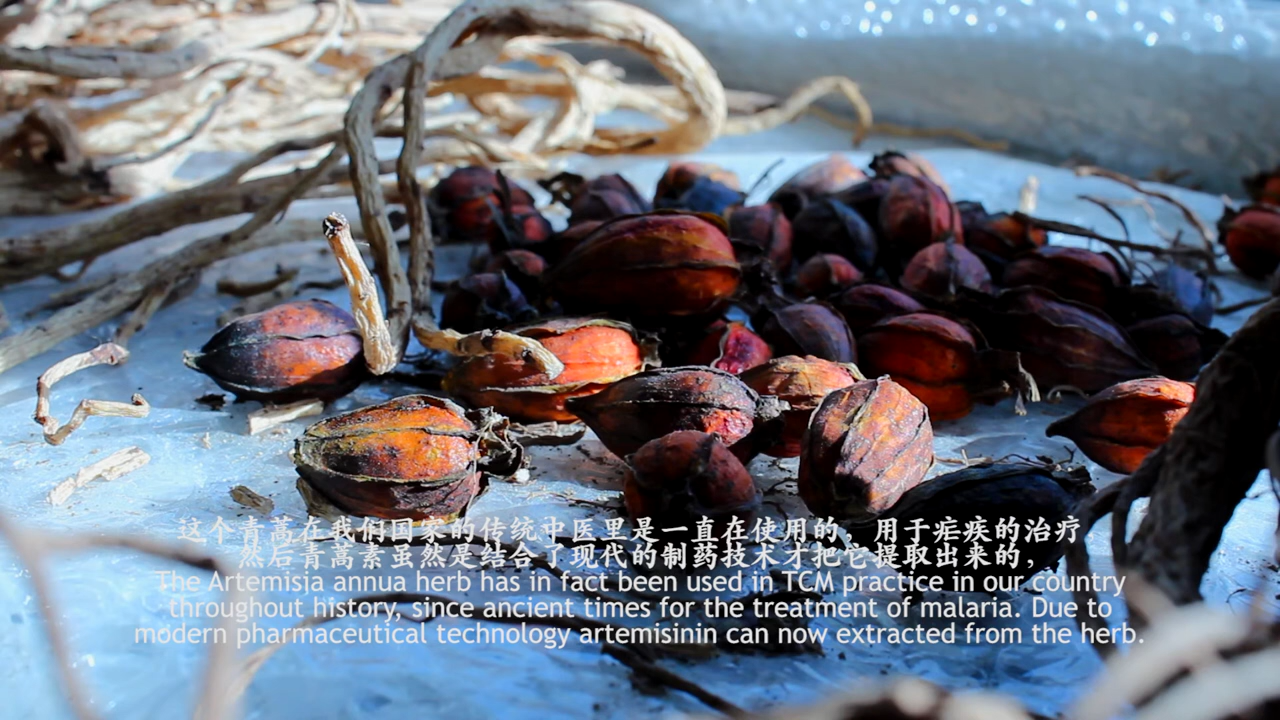 这个青蒿在我们国家的传统中医里是一直在使用的，用于疟疾的治疗
然后青蒿素虽然是结合了现代的制药技术才把它提取出来的，
The Artemisia annua herb has in fact been used in TCM practice in our country
throughout history, since ancient times for the treatment of malaria. Due to
modern pharmaceutical technology artemisinin can now extracted from the herb.